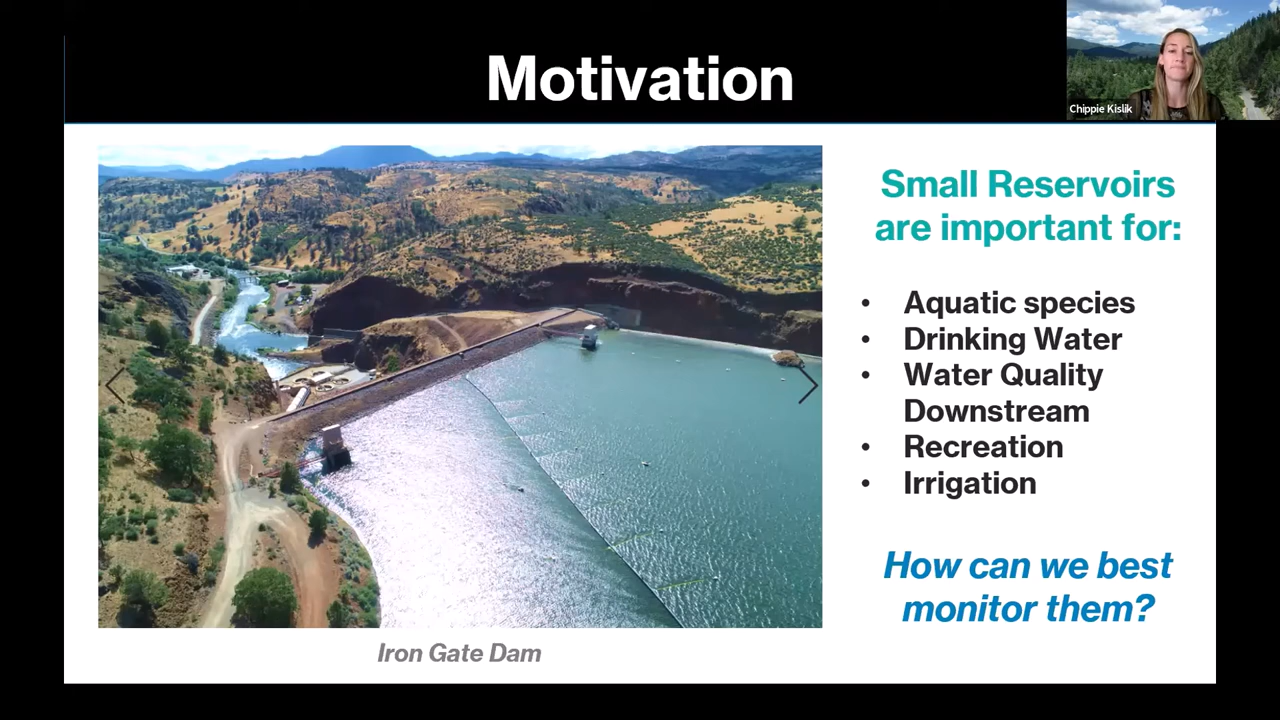 Motivation
Chippie Kislik
Small Reservoirs
are important for:
• Aquatic species
• Drinking Water
• Water Quality
Downstream
• Recreation
• Irrigation
How can we best
monitor them?
Iron Gate Dam